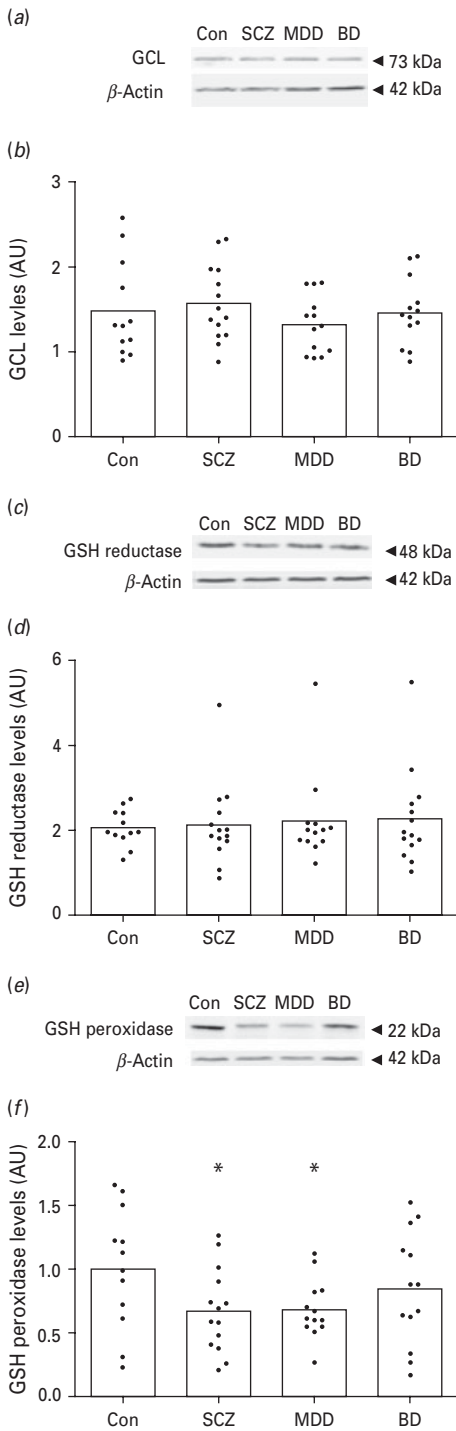 (a)
Con SCZ MDD BD
GCL ◄ 73 kDa
β-Actin ◄ 42 kDa
(b)
3
2
1
0
GCL levles (AU)
Con SCZ MDD BD
(c)
Con SCZ MDD BD
GSH reductase ◄ 48 kDa
β-Actin ◄ 42 kDa
(d)
6
4
2
0
GSH reductase levels (AU)
Con SCZ MDD BD
(e)
Con SCZ MDD BD
GSH peroxidase ◄ 22 kDa
β-Actin ◄ 42 kDa
(f)
2.0
1.5
1.0
0.5
0.0
GSH peroxidase levels (AU)
* *
Con SCZ MDD BD